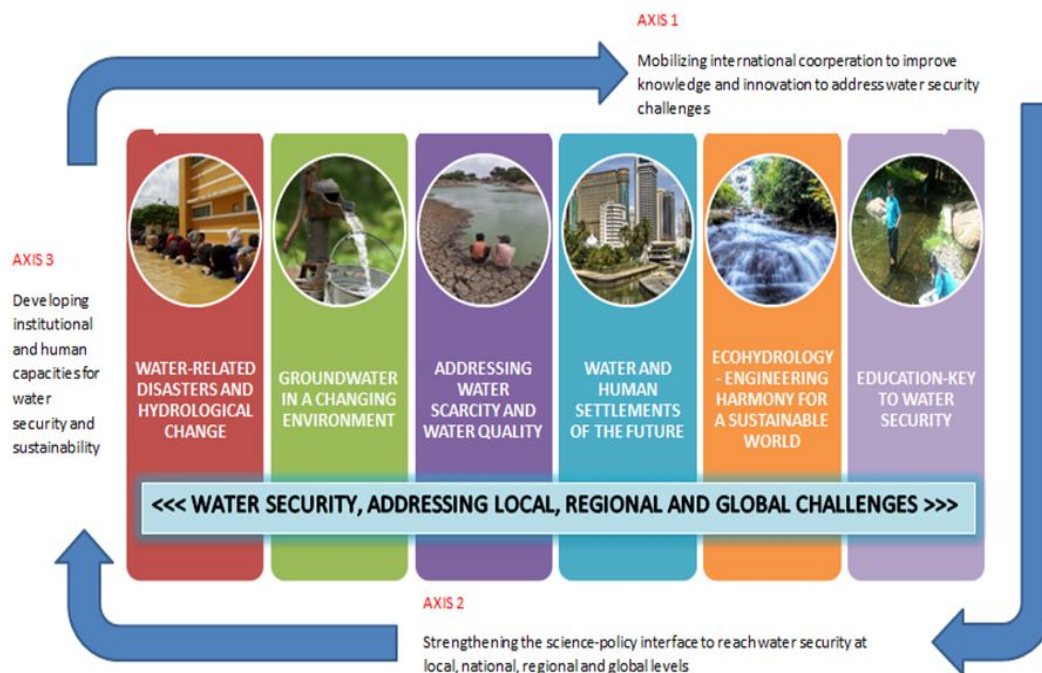 AXIS 1
Mobilizing international coorperation to improve
knowledge and innovation to address water security
challenges
AXIS 3
Developing
institutional
and human
capacities for
water
security and
sustainability
WATER-RELATED
DISASTERS AND
HYDROLOGICAL
CHANGE
GROUNDWATER
IN A CHANGING
ENVIRONMENT
ADDRESSING
WATER
SCARCITY AND
WATER QUALITY
WATER AND
HUMAN
SETTLEMENTS
OF THE FUTURE
ECOHYDROLOGY
- ENGINEERING
HARMONY FOR
A SUSTAINABLE
WORLD
EDUCATION-KEY
TO WATER
SECURITY
<<< WATER SECURITY, ADDRESSING LOCAL, REGIONAL AND GLOBAL CHALLENGES >>>
AXIS 2
Strengthening the science-policy interface to reach water security at
local, national, regional and global levels